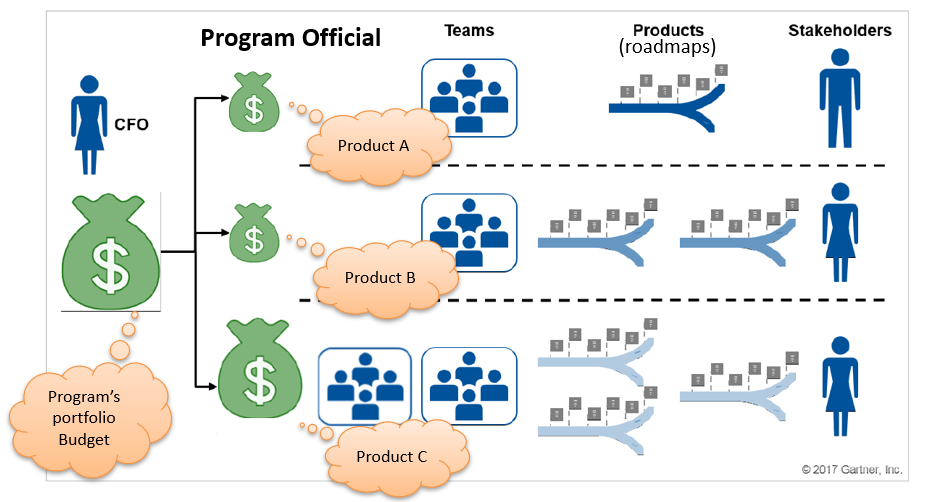 Program Official
Teams
Products
(roadmaps)
Stakeholders
CFO
$
$
$
$
Product A
Product B
Product C
Program's
portfolio
Budget
© 2017 Gartner, Inc.